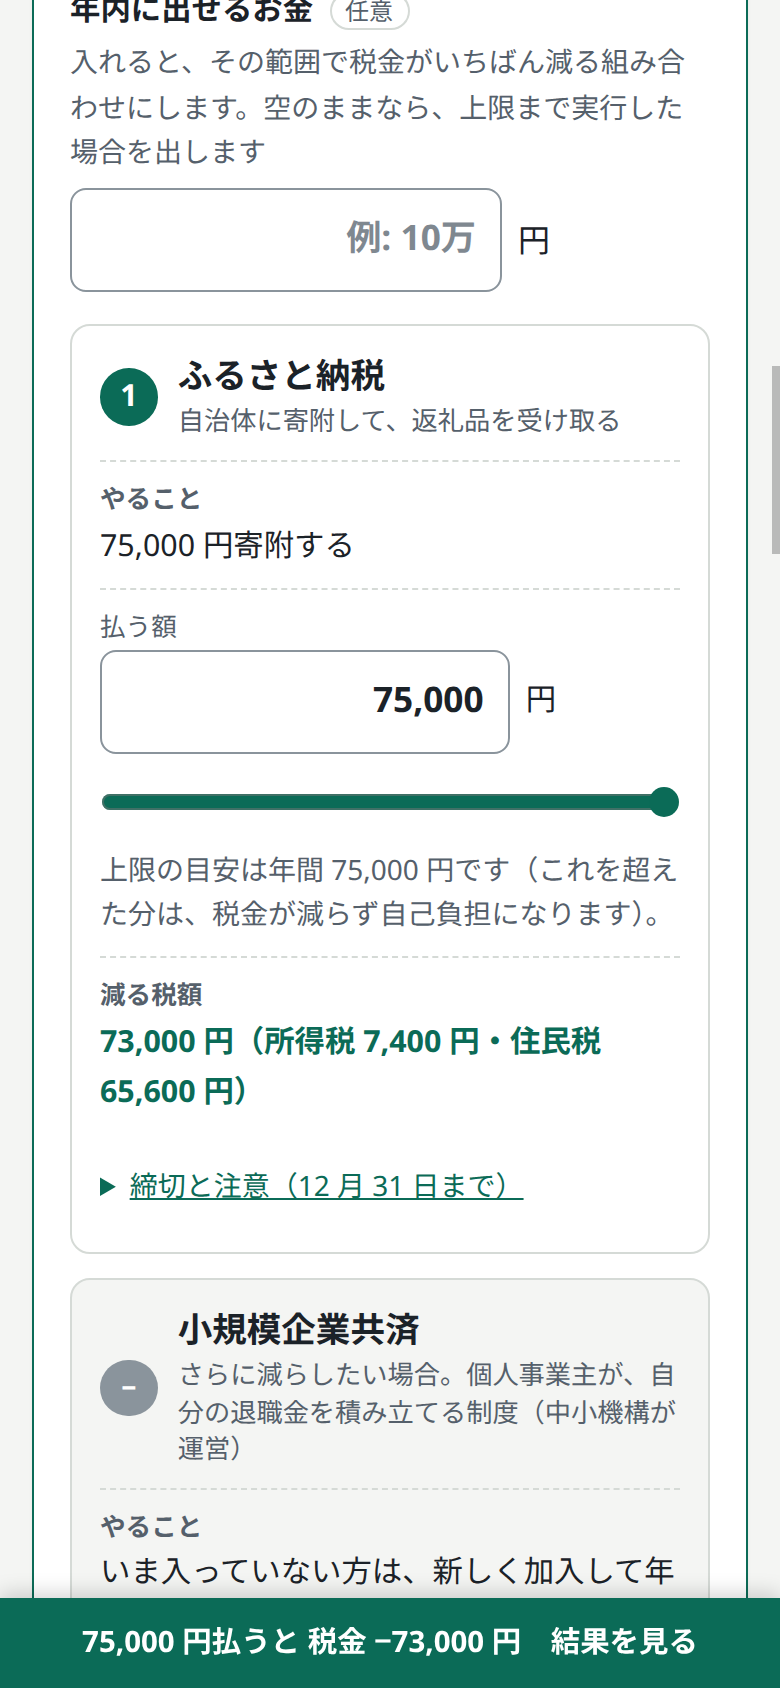 年内に出せるお金 任意
入れると、その範囲で税金がいちばん減る組み合
わせにします。空のままなら、上限まで実行した
場合を出します
例: 10万 円
1 ふるさと納税
自治体に寄附して、返礼品を受け取る
やること
75,000 円寄附する
払う額
75,000 円
上限の目安は年間 75,000 円です（これを超え
た分は、税金が減らず自己負担になります）。
減る税額
73,000 円（所得税 7,400 円・住民税
65,600 円）
▶ 締切と注意（12 月 31 日まで）
小規模企業共済
– さらに減らしたい場合。個人事業主が、自
分の退職金を積み立てる制度（中小機構が
運営）
やること
いま入っていない方は、新しく加入して年
75,000 円払うと 税金 −73,000 円　結果を見る